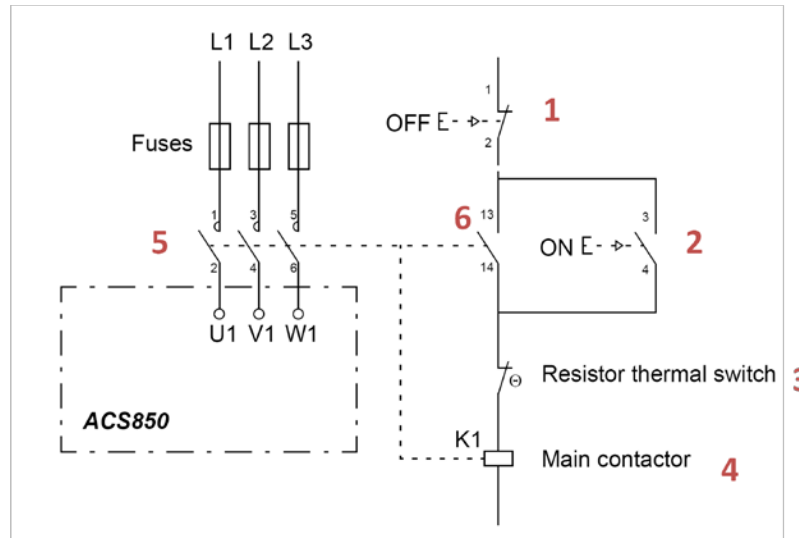 L1 L2 L3
1
OFF E
1
2
Fuses
1 3 5
5
2 4 6
13
6
14
3
ON E
2
4
U1 V1 W1
Resistor thermal switch 3
Θ
ACS850
K1
Main contactor
4